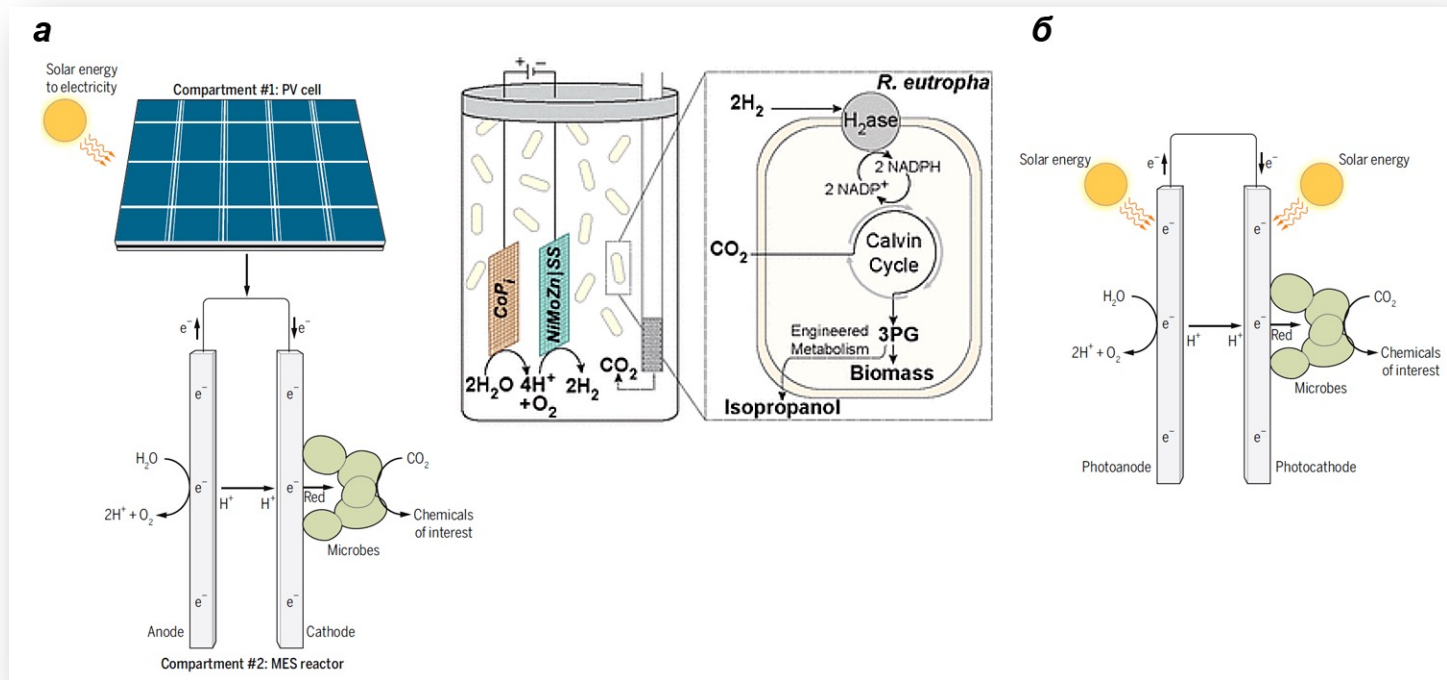 а
Solar energy
to electricity
Compartment #1: PV cell
e⁻
e⁻
e⁻
e⁻
e⁻
e⁻
e⁻
e⁻
H₂O
2H⁺ + O₂
H⁺
H⁺
Red
CO₂
Chemicals
of interest
Microbes
Anode
Cathode
Compartment #2: MES reactor
+
−
CoPᵢ
NiMoZn|SS
2H₂O
4H⁺
+O₂
2H₂
CO₂
R. eutropha
2H₂
H₂ase
2 NADPH
2 NADP⁺
CO₂
Calvin
Cycle
Engineered
Metabolism
3PG
Biomass
Isopropanol
б
Solar energy
Solar energy
e⁻
e⁻
e⁻
e⁻
e⁻
e⁻
e⁻
e⁻
H₂O
2H⁺ + O₂
H⁺
H⁺
Red
CO₂
Chemicals
of interest
Microbes
Photoanode
Photocathode